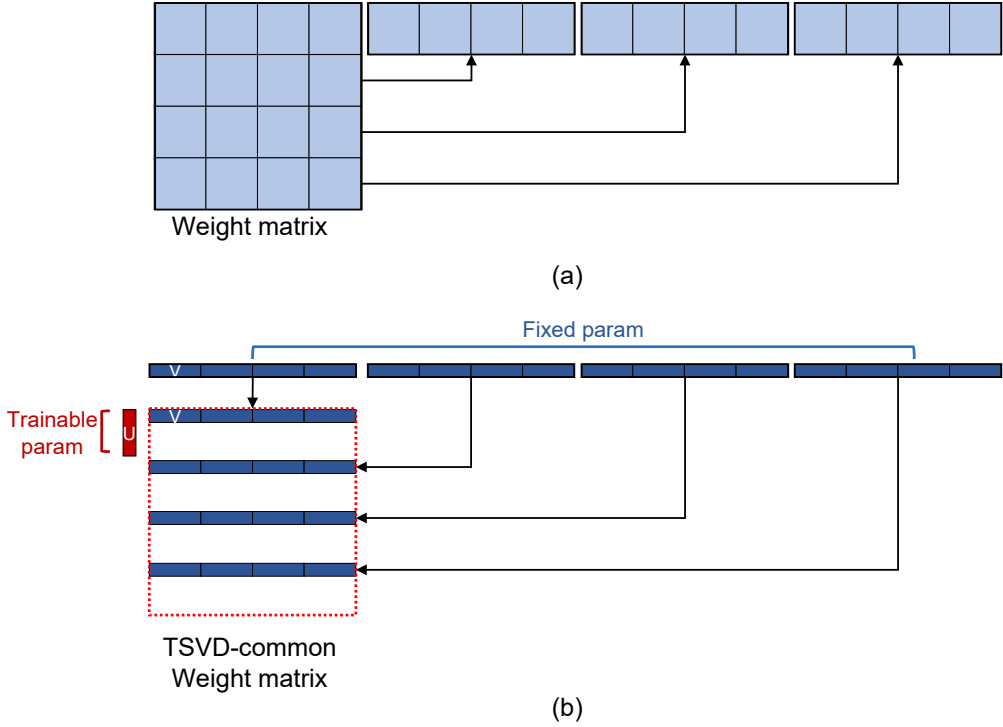 Weight matrix
(a)
Fixed param
V
Trainable
param
U
V
TSVD-common
Weight matrix
(b)